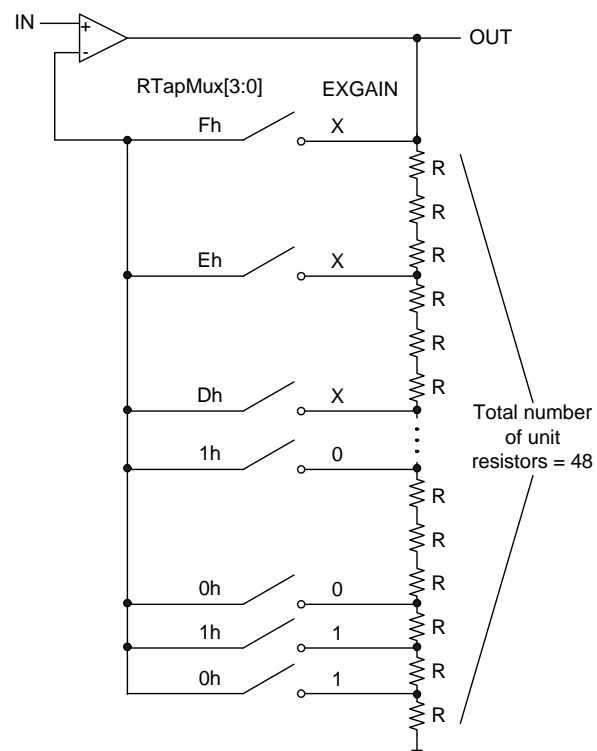 IN
+
-
OUT
RTapMux[3:0] EXGAIN
Fh X
R
R
R
Eh X
R
R
R
Dh X
Total number
of unit
resistors = 48
1h 0
R
R
R
0h 0
R
1h 1
R
0h 1
R